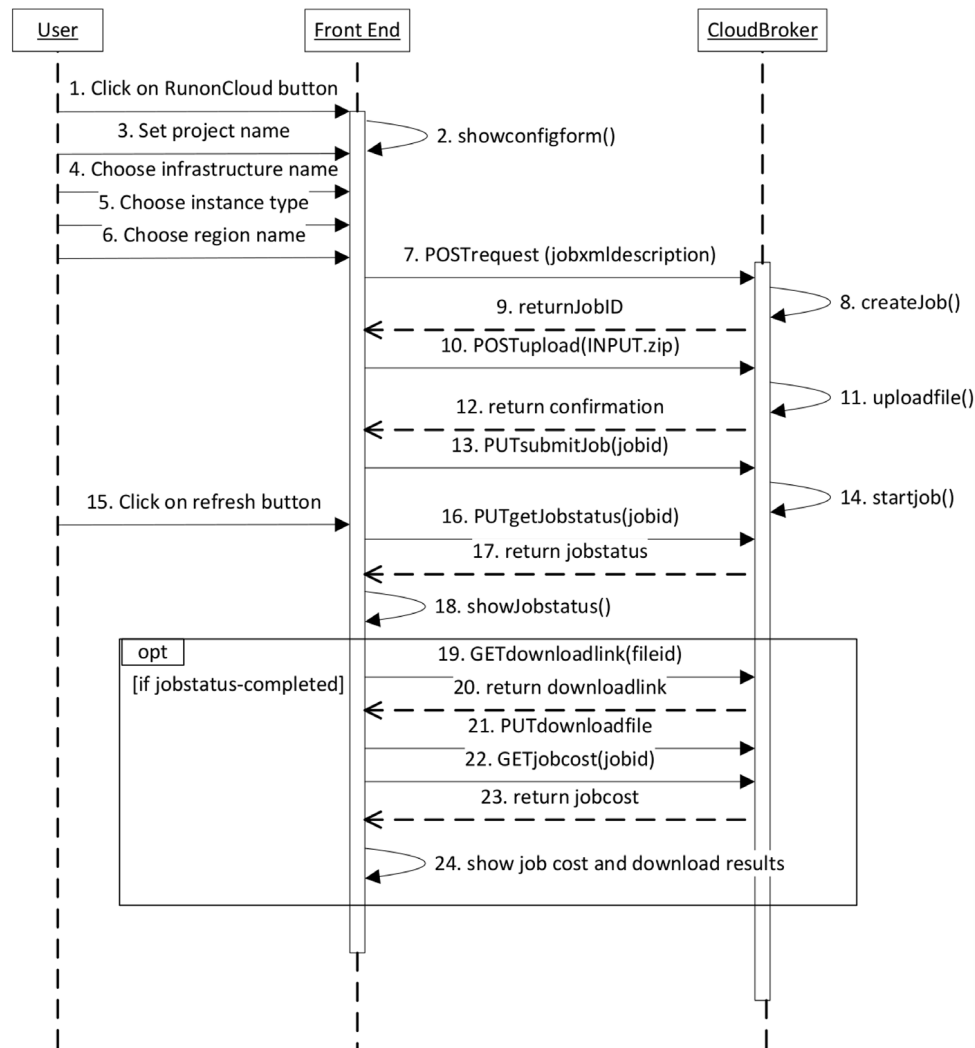 User
Front End
CloudBroker
1. Click on RunonCloud button
2. showconfigform()
3. Set project name
4. Choose infrastructure name
5. Choose instance type
6. Choose region name
7. POSTrequest (jobxmldescription)
8. createJob()
9. returnJobID
10. POSTupload(INPUT.zip)
11. uploadfile()
12. return confirmation
13. PUTsubmitJob(jobid)
14. startjob()
15. Click on refresh button
16. PUTgetJobstatus(jobid)
17. return jobstatus
18. showJobstatus()
opt
[if jobstatus-completed]
19. GETdownloadlink(fileid)
20. return downloadlink
21. PUTdownloadfile
22. GETjobcost(jobid)
23. return jobcost
24. show job cost and download results